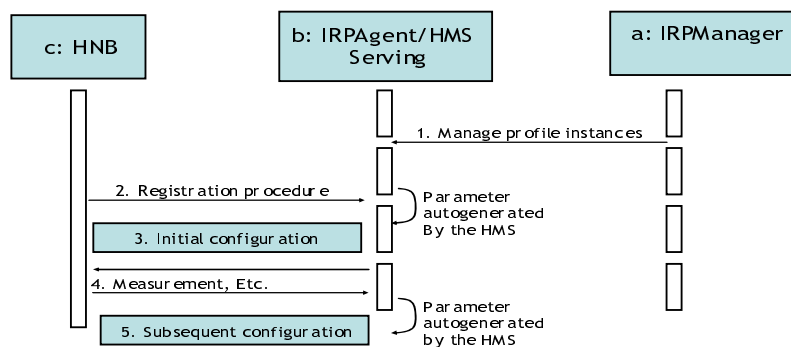 c: HNB
b: IRPAgent/HMS
Serving
a: IRPManager
1. Manage profile instances
2. Registration procedure
Parameter
autogenerated
By the HMS
3. Initial configuration
4. Measurement, Etc.
Parameter
autogenerated
by the HMS
5. Subsequent configuration